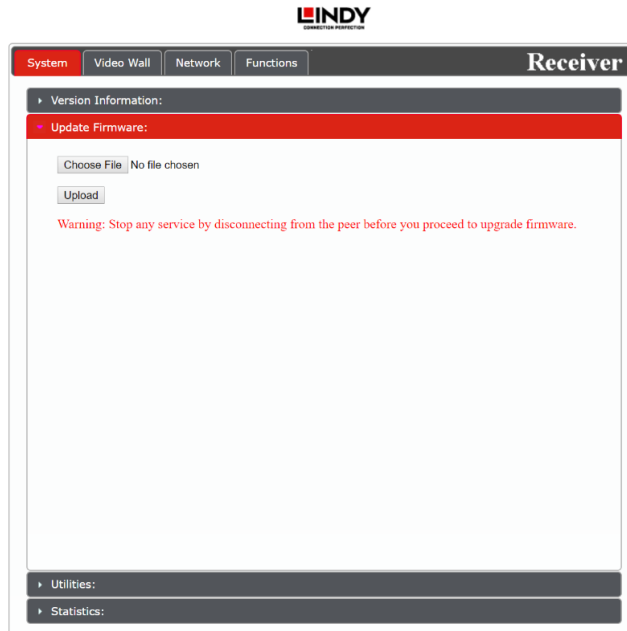 LINDY
CONNECTION PERFECTION
System Video Wall Network Functions Receiver
Version Information:
Update Firmware:
Choose File No file chosen
Upload
Warning: Stop any service by disconnecting from the peer before you proceed to upgrade firmware.
Utilities:
Statistics: